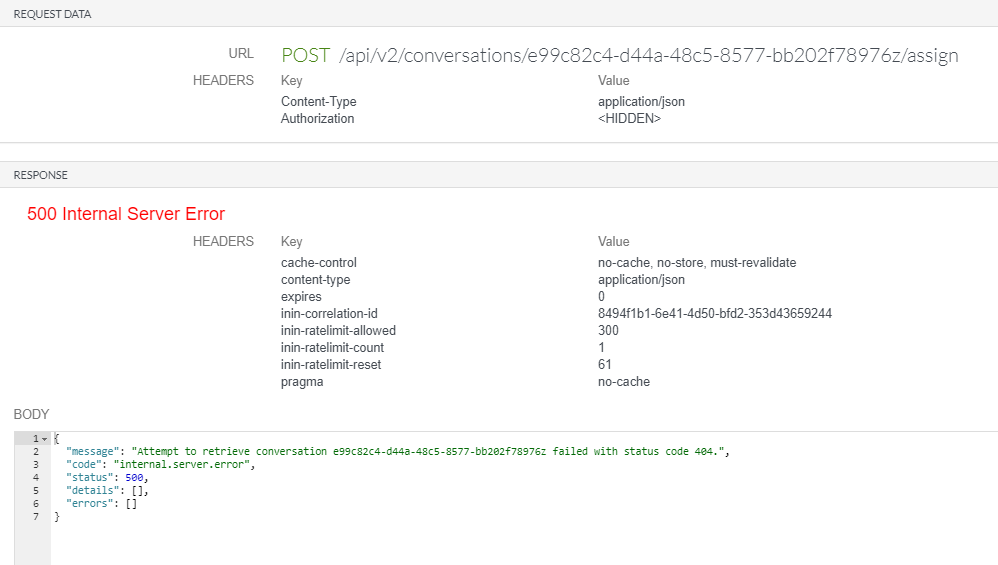 REQUEST DATA
URL POST /api/v2/conversations/e99c82c4-d44a-48c5-8577-bb202f78976z/assign
HEADERS Key Value
Content-Type application/json
Authorization <HIDDEN>
RESPONSE
500 Internal Server Error
HEADERS Key Value
cache-control no-cache, no-store, must-revalidate
content-type application/json
expires 0
inin-correlation-id 8494f1b1-6e41-4d50-bfd2-353d43659244
inin-ratelimit-allowed 300
inin-ratelimit-count 1
inin-ratelimit-reset 61
pragma no-cache
BODY
1 {
2 "message": "Attempt to retrieve conversation e99c82c4-d44a-48c5-8577-bb202f78976z failed with status code 404.",
3 "code": "internal.server.error",
4 "status": 500,
5 "details": [],
6 "errors": []
7 }